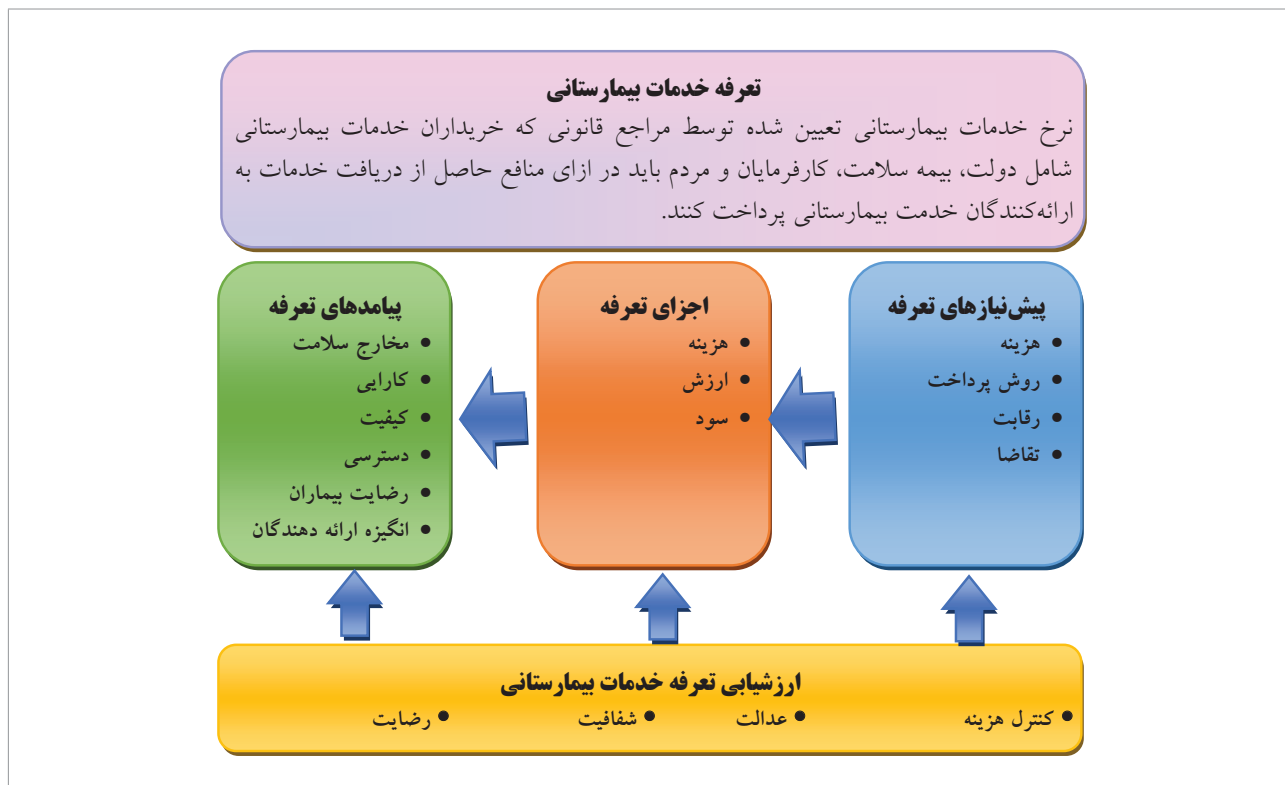 تعرفه خدمات بیمارستانی
نرخ خدمات بیمارستانی تعیین شده توسط مراجع قانونی که خریداران خدمات بیمارستانی
شامل دولت، بیمه سلامت، کارفرمایان و مردم باید در ازای منافع حاصل از دریافت خدمات به
ارائه‌کنندگان خدمت بیمارستانی پرداخت کنند.
پیش‌نیازهای تعرفه
• هزینه
• روش پرداخت
• رقابت
• تقاضا
اجزای تعرفه
• هزینه
• ارزش
• سود
پیامدهای تعرفه
• مخارج سلامت
• کارایی
• کیفیت
• دسترسی
• رضایت بیماران
• انگیزه ارائه دهندگان
ارزشیابی تعرفه خدمات بیمارستانی
• کنترل هزینه • عدالت • شفافیت • رضایت